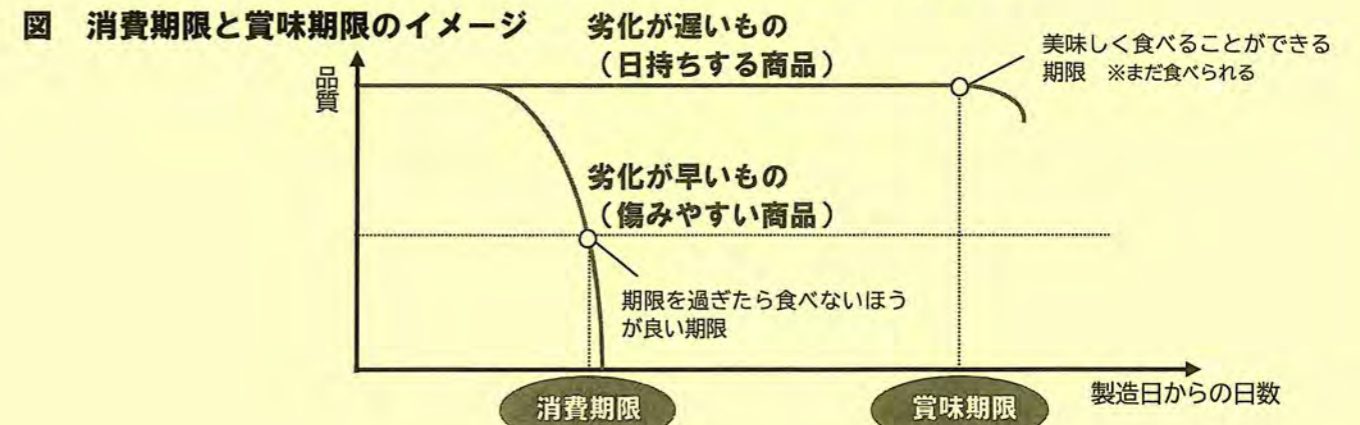 図 消費期限と賞味期限のイメージ
劣化が遅いもの
（日持ちする商品）
美味しく食べることができる
期限 ※まだ食べられる
品質
劣化が早いもの
（傷みやすい商品）
期限を過ぎたら食べないほう
が良い期限
製造日からの日数
消費期限
賞味期限